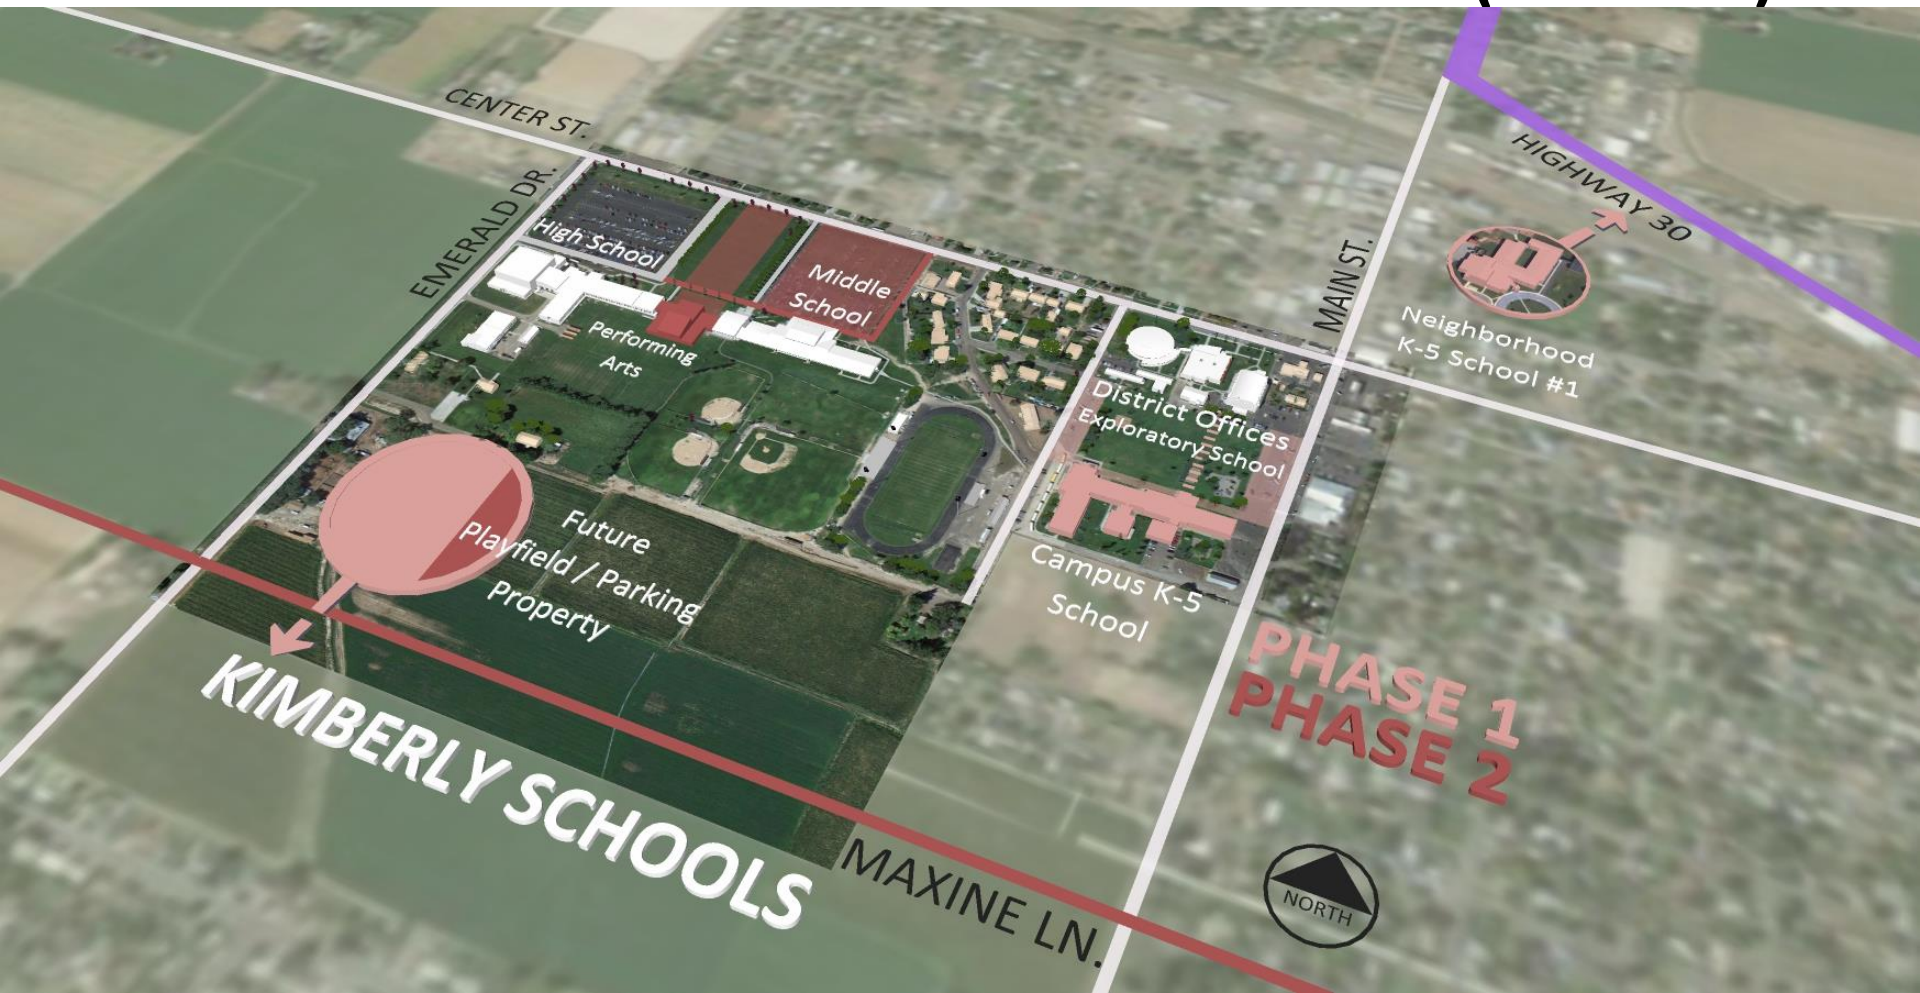 CENTER ST.
EMERALD DR.
HIGHWAY 30
MAIN ST.
High School
Middle
School
Performing
Arts
Neighborhood
K-5 School #1
District Offices
Exploratory School
Future
Playfield / Parking
Property
Campus K-5
School
PHASE 1
PHASE 2
KIMBERLY SCHOOLS
MAXINE LN.
NORTH